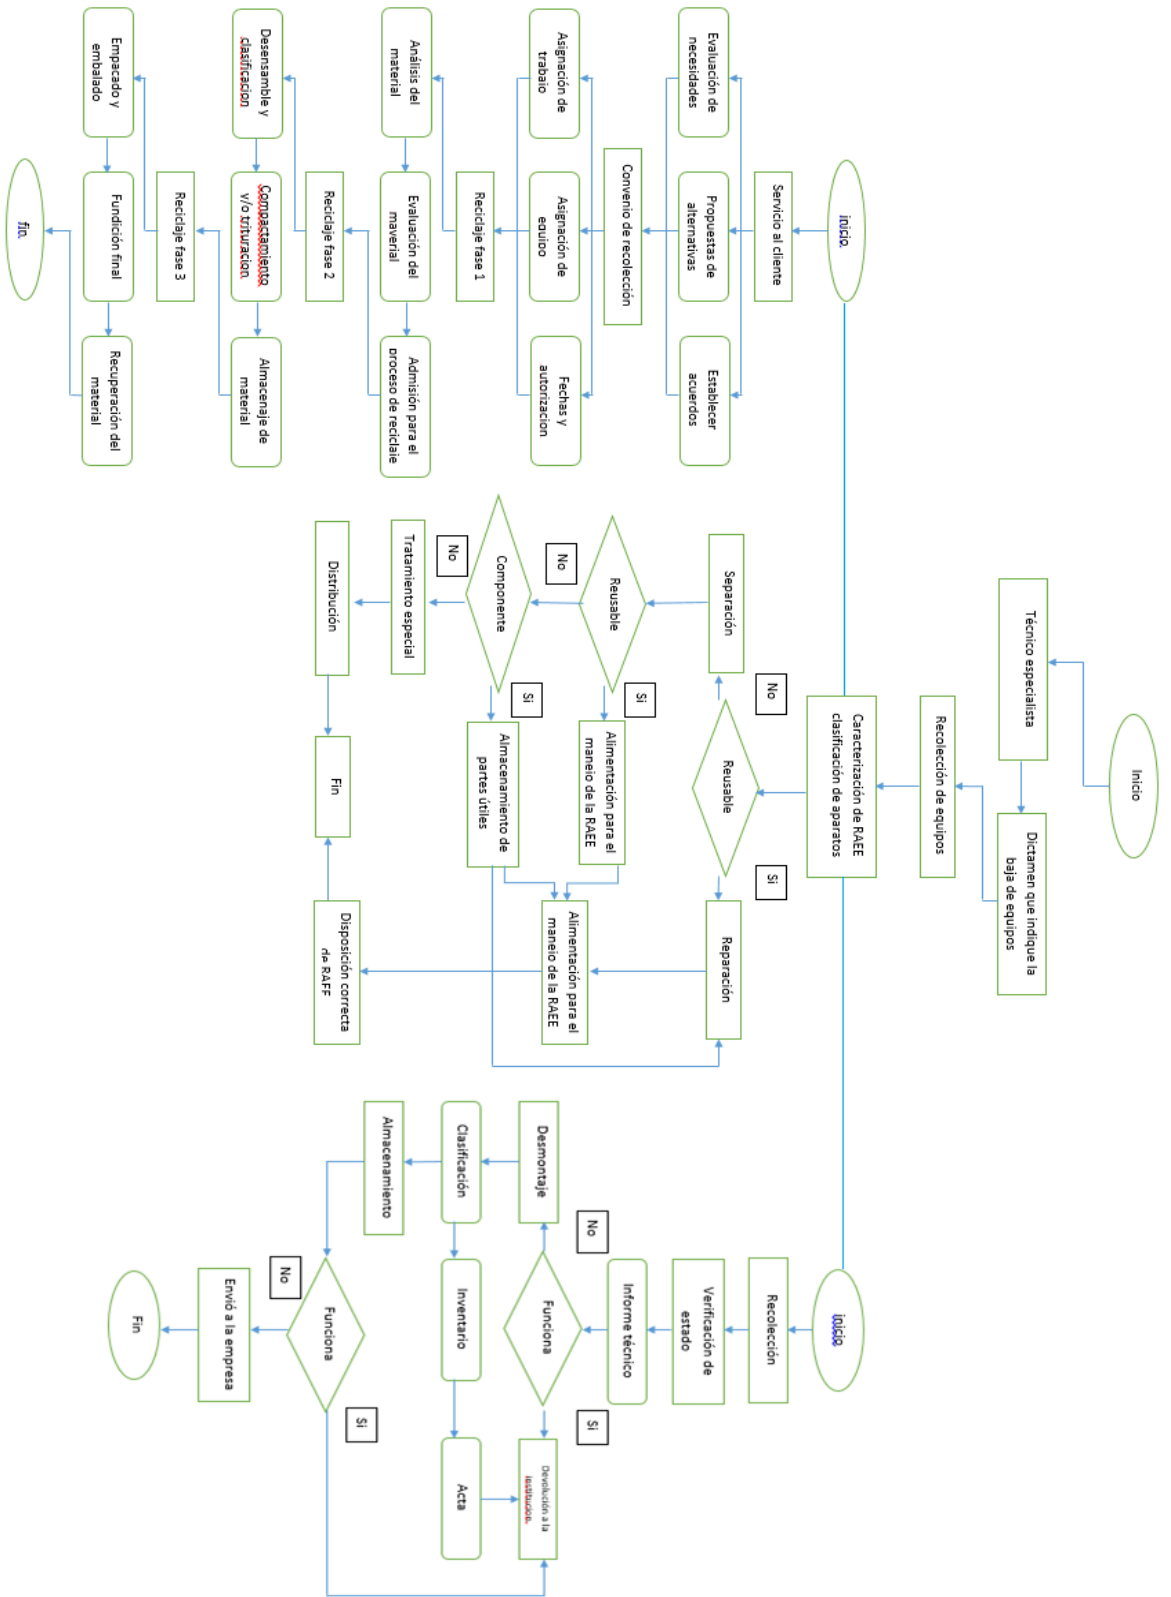 Inicio
Técnico especialista
Dictamen que indique la
baja de equipos
Recolección de equipos
Caracterización de RAEE
clasificación de aparatos
inicio
Servicio al cliente
Evaluación de
necesidades
Propuestas de
alternativas
Establecer
acuerdos
Convenio de recolección
Asignación de
trabajo
Asignación de
equipo
Fechas y
autorizacion
Reciclaje fase 1
Análisis del
material
Evaluación del
maverial
Admisión para el
proceso de reciclaje
Reciclaje fase 2
Desensamble y
clasificacion
Compactamiento
y/o trituracion
Almacenaje de
material
Reciclaje fase 3
Empacado y
embalado
Fundición final
Recuperación del
material
fin
Reusable
No
Si
Separación
Reparación
Reusable
No
Si
Alimentación para el
manejo de la RAEE
Alimentación para el
manejo de la RAEE
Componente
No
Si
Almacenamiento de
partes útiles
Tratamiento especial
Distribución
Fin
Disposición correcta
de RAEE
inicio
Recolección
Verificación de
estado
Informe técnico
Funciona
No
Si
Desmontaje
Devolución a la
institucion
Clasificación
Inventario
Acta
Almacenamiento
Funciona
No
Si
Envió a la empresa
Fin